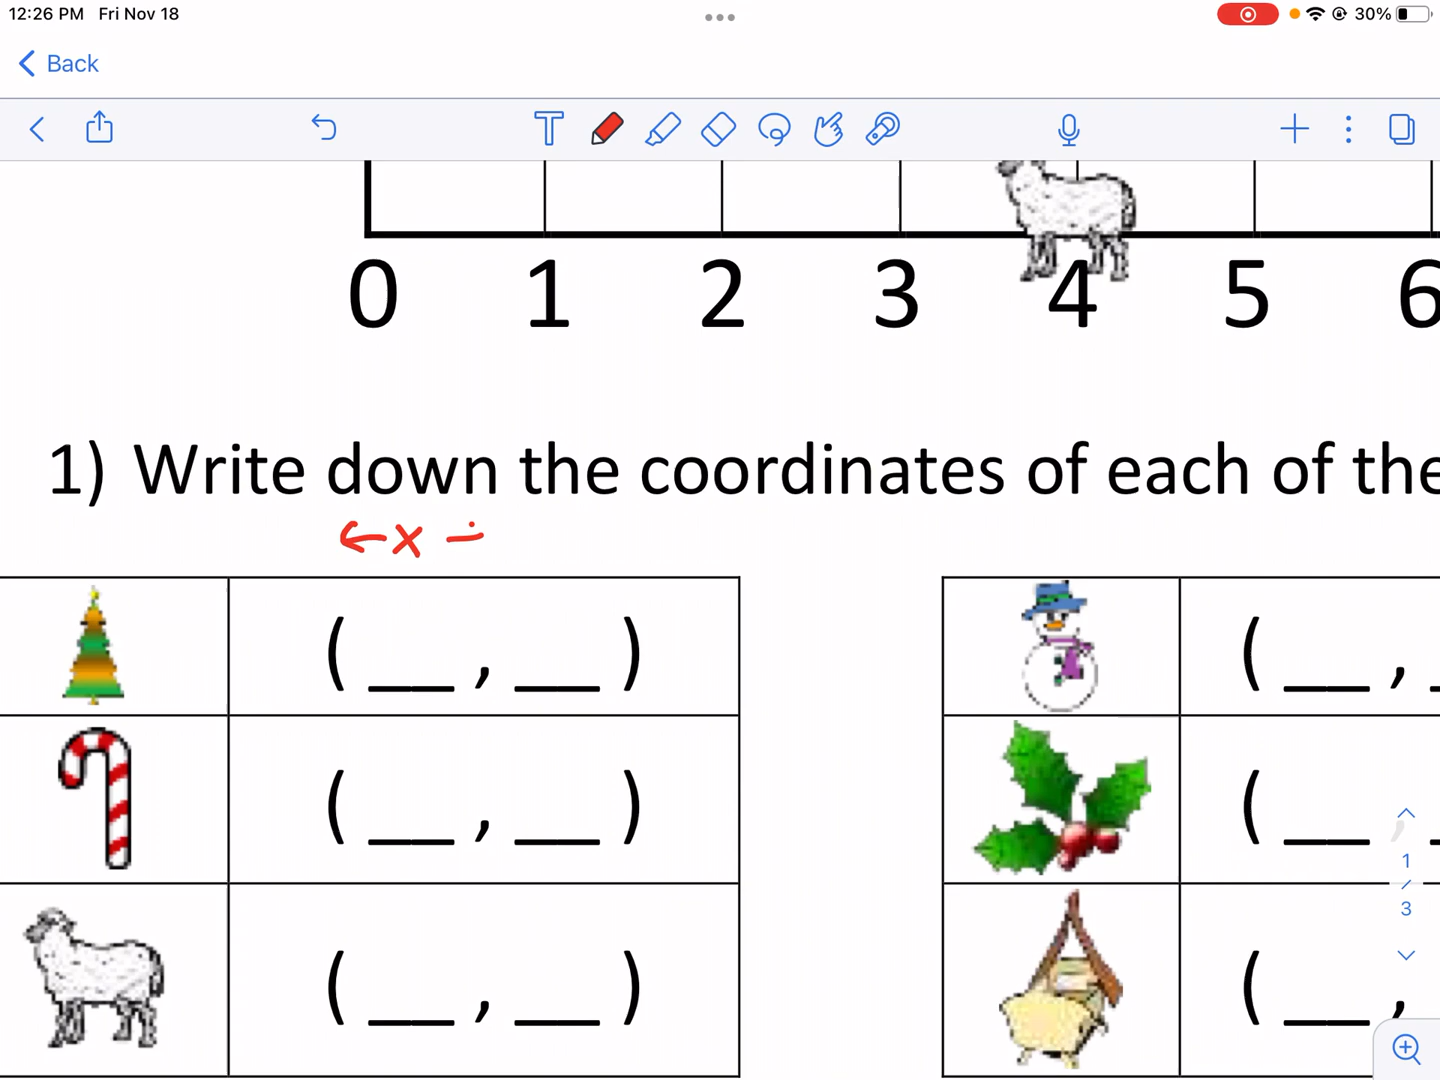 12:26 PM Fri Nov 18
30%
Back
T
0 1 2 3 4 5 6
1) Write down the coordinates of each of the
← x
( __ , __ )
( __ ,
( __ , __ )
( __ ,
1
/
3
( __ , __ )
( __ ,